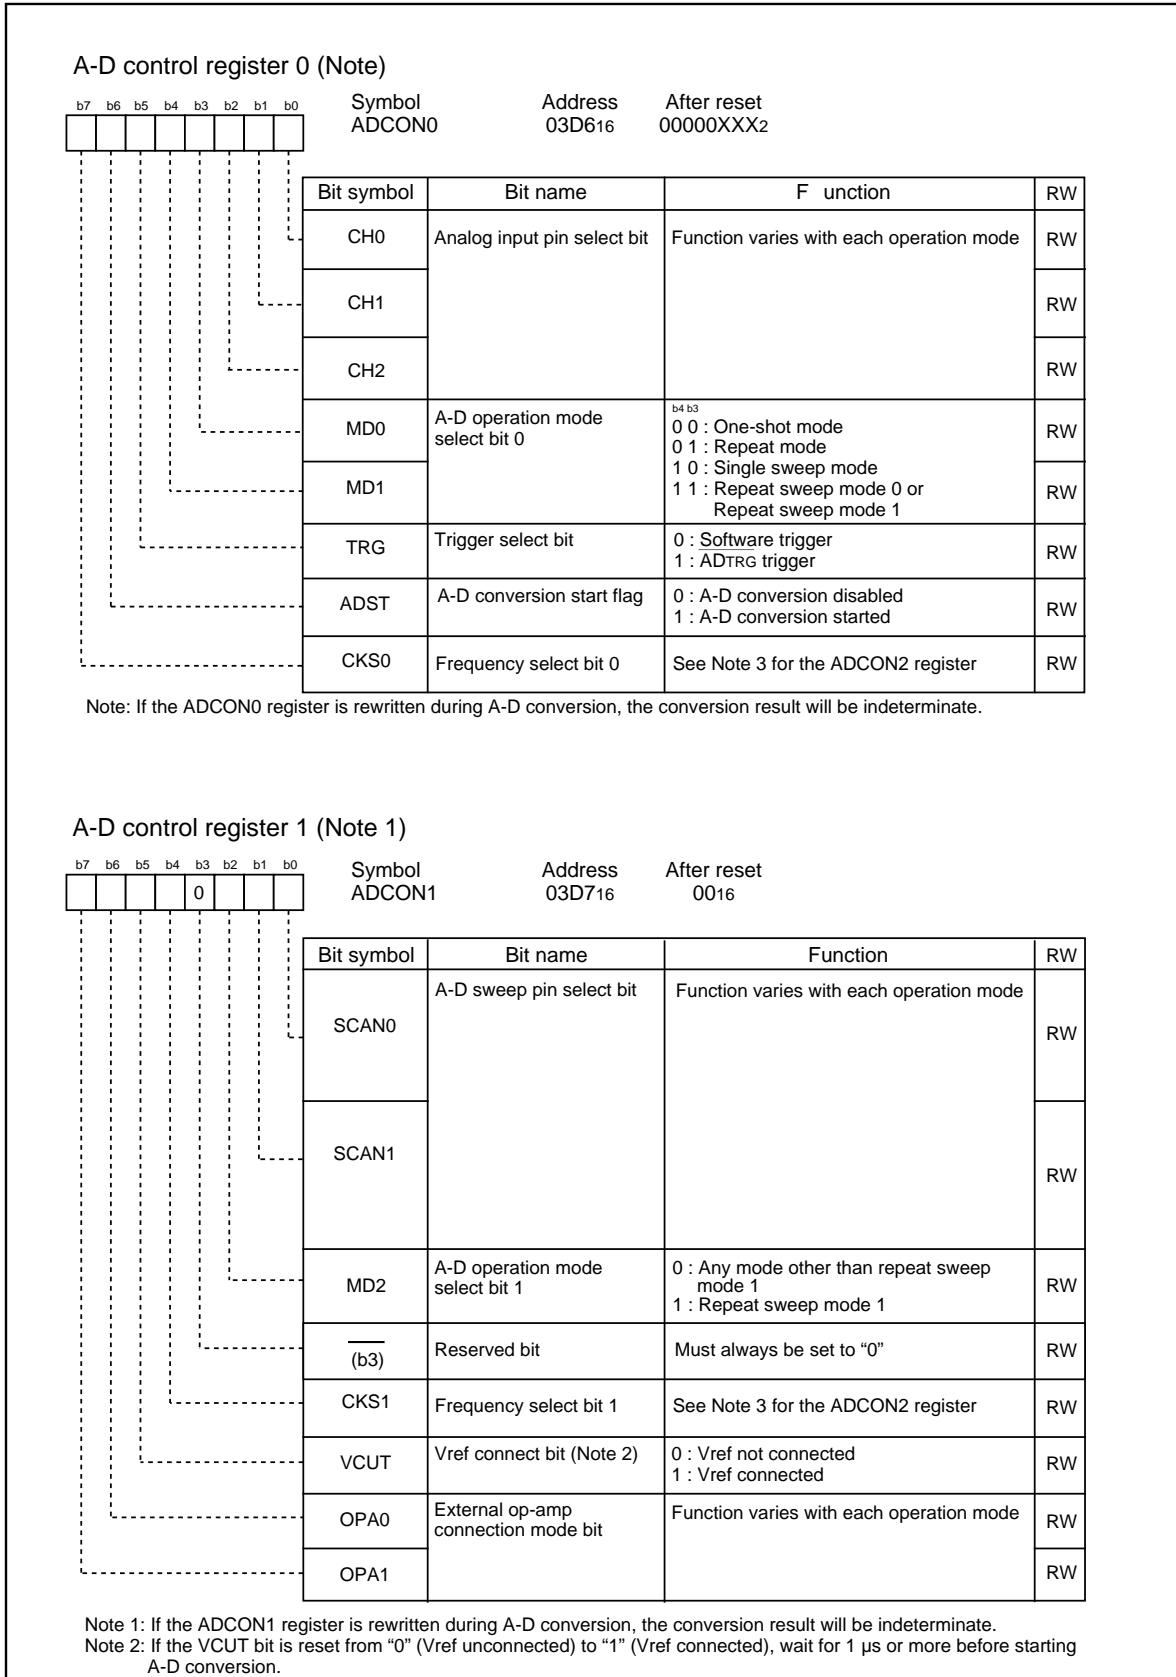 A-D control register 0 (Note)
b7 b6 b5 b4 b3 b2 b1 b0
Symbol Address After reset
ADCON0 03D616 00000XXX2
Bit symbol Bit name F unction RW
CH0 Analog input pin select bit Function varies with each operation mode RW
CH1 RW
CH2 RW
MD0 A-D operation mode select bit 0 RW
b4 b3
0 0 : One-shot mode
0 1 : Repeat mode
1 0 : Single sweep mode
1 1 : Repeat sweep mode 0 or
Repeat sweep mode 1
MD1 RW
TRG Trigger select bit 0 : Software trigger RW
1 : ADTRG trigger
ADST A-D conversion start flag 0 : A-D conversion disabled RW
1 : A-D conversion started
CKS0 Frequency select bit 0 See Note 3 for the ADCON2 register RW
Note: If the ADCON0 register is rewritten during A-D conversion, the conversion result will be indeterminate.
A-D control register 1 (Note 1)
b7 b6 b5 b4 b3 b2 b1 b0
0
Symbol Address After reset
ADCON1 03D716 0016
Bit symbol Bit name Function RW
SCAN0 A-D sweep pin select bit Function varies with each operation mode RW
SCAN1 RW
MD2 A-D operation mode select bit 1 0 : Any mode other than repeat sweep mode 1 RW
1 : Repeat sweep mode 1
(b3) Reserved bit Must always be set to “0” RW
CKS1 Frequency select bit 1 See Note 3 for the ADCON2 register RW
VCUT Vref connect bit (Note 2) 0 : Vref not connected RW
1 : Vref connected
OPA0 External op-amp connection mode bit Function varies with each operation mode RW
OPA1 RW
Note 1: If the ADCON1 register is rewritten during A-D conversion, the conversion result will be indeterminate.
Note 2: If the VCUT bit is reset from “0” (Vref unconnected) to “1” (Vref connected), wait for 1 µs or more before starting
A-D conversion.